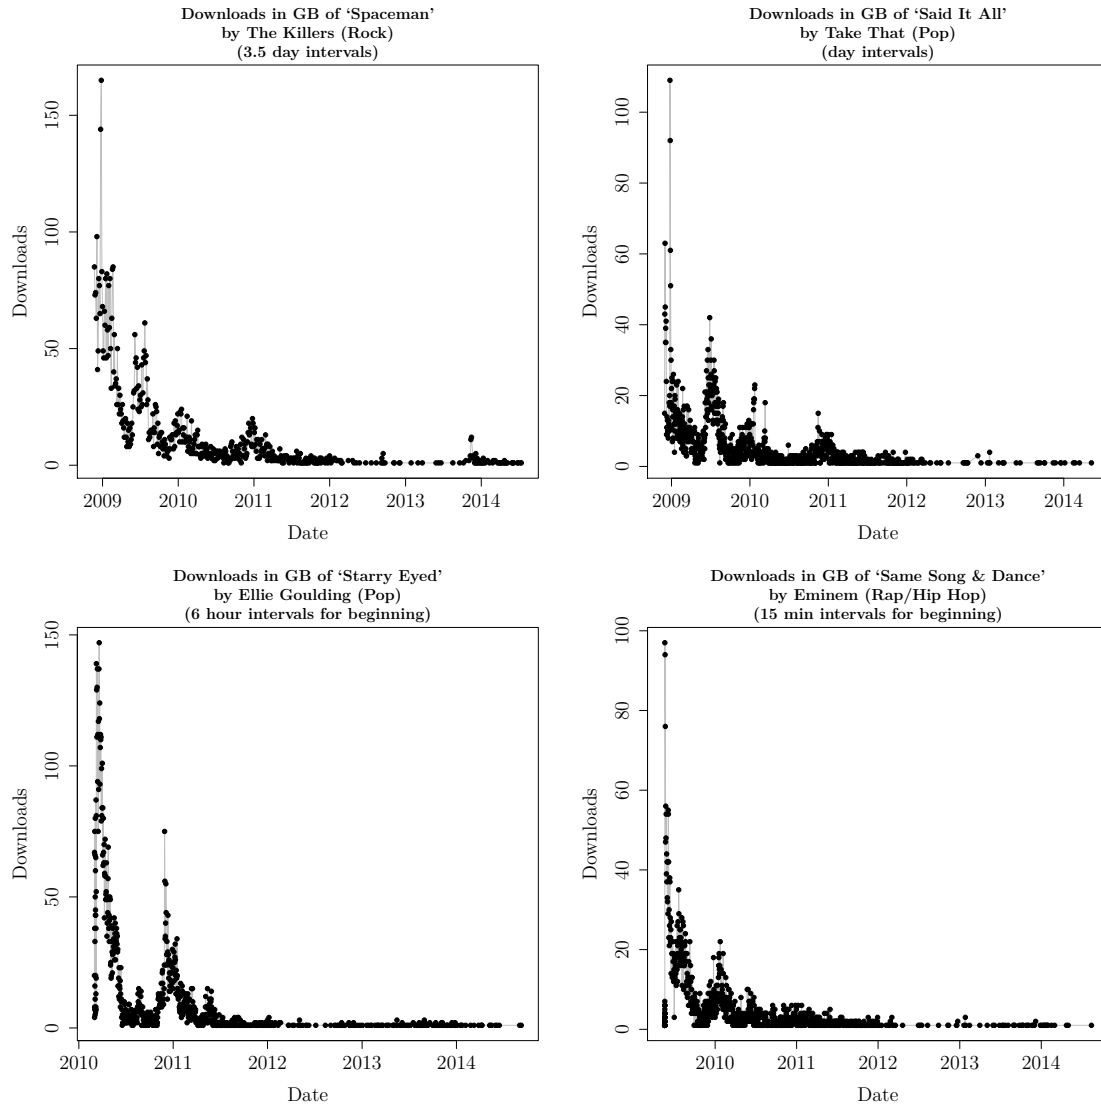 Downloads in GB of ‘Spaceman’
by The Killers (Rock)
(3.5 day intervals)
150
100
50
0
Downloads
2009 2010 2011 2012 2013 2014
Date
Downloads in GB of ‘Said It All’
by Take That (Pop)
(day intervals)
100
80
60
40
20
0
Downloads
2009 2010 2011 2012 2013 2014
Date
Downloads in GB of ‘Starry Eyed’
by Ellie Goulding (Pop)
(6 hour intervals for beginning)
150
100
50
0
Downloads
2010 2011 2012 2013 2014
Date
Downloads in GB of ‘Same Song & Dance’
by Eminem (Rap/Hip Hop)
(15 min intervals for beginning)
100
80
60
40
20
0
Downloads
2010 2011 2012 2013 2014
Date